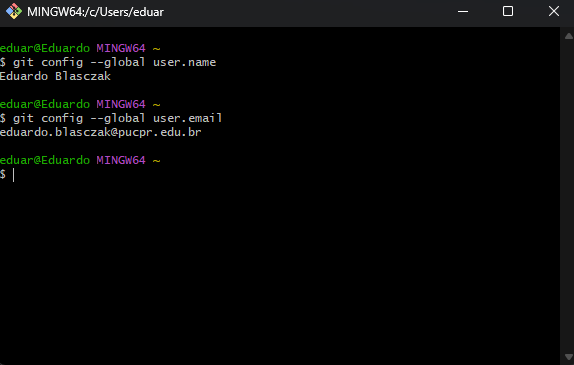 MINGW64:/c/Users/eduar
eduar@Eduardo MINGW64 ~
$ git config --global user.name
Eduardo Blasczak
eduar@Eduardo MINGW64 ~
$ git config --global user.email
eduardo.blasczak@pucpr.edu.br
eduar@Eduardo MINGW64 ~
$